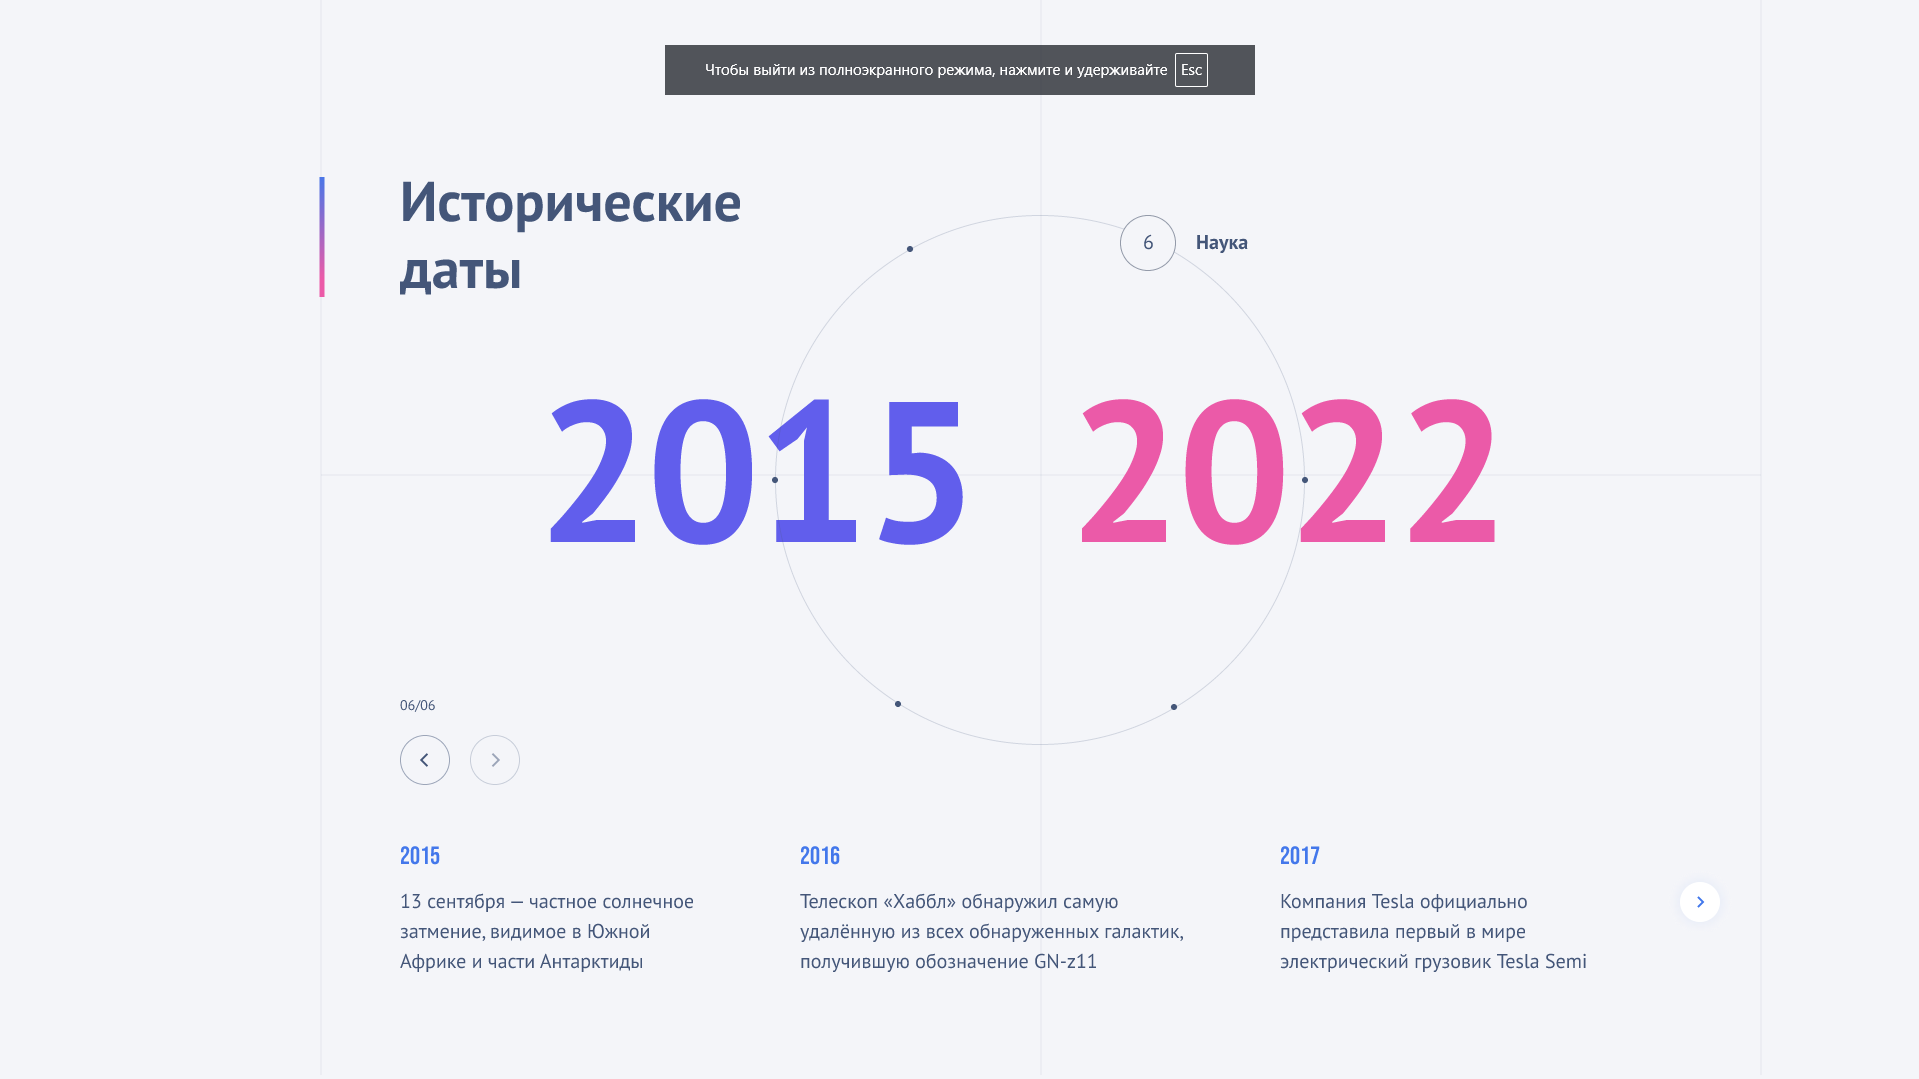 Чтобы выйти из полноэкранного режима, нажмите и удерживайте Esc
Исторические
даты
6 Наука
2015 2022
06/06
2015
13 сентября — частное солнечное
затмение, видимое в Южной
Африке и части Антарктиды
2016
Телескоп «Хаббл» обнаружил самую
удалённую из всех обнаруженных галактик,
получившую обозначение GN-z11
2017
Компания Tesla официально
представила первый в мире
электрический грузовик Tesla Semi